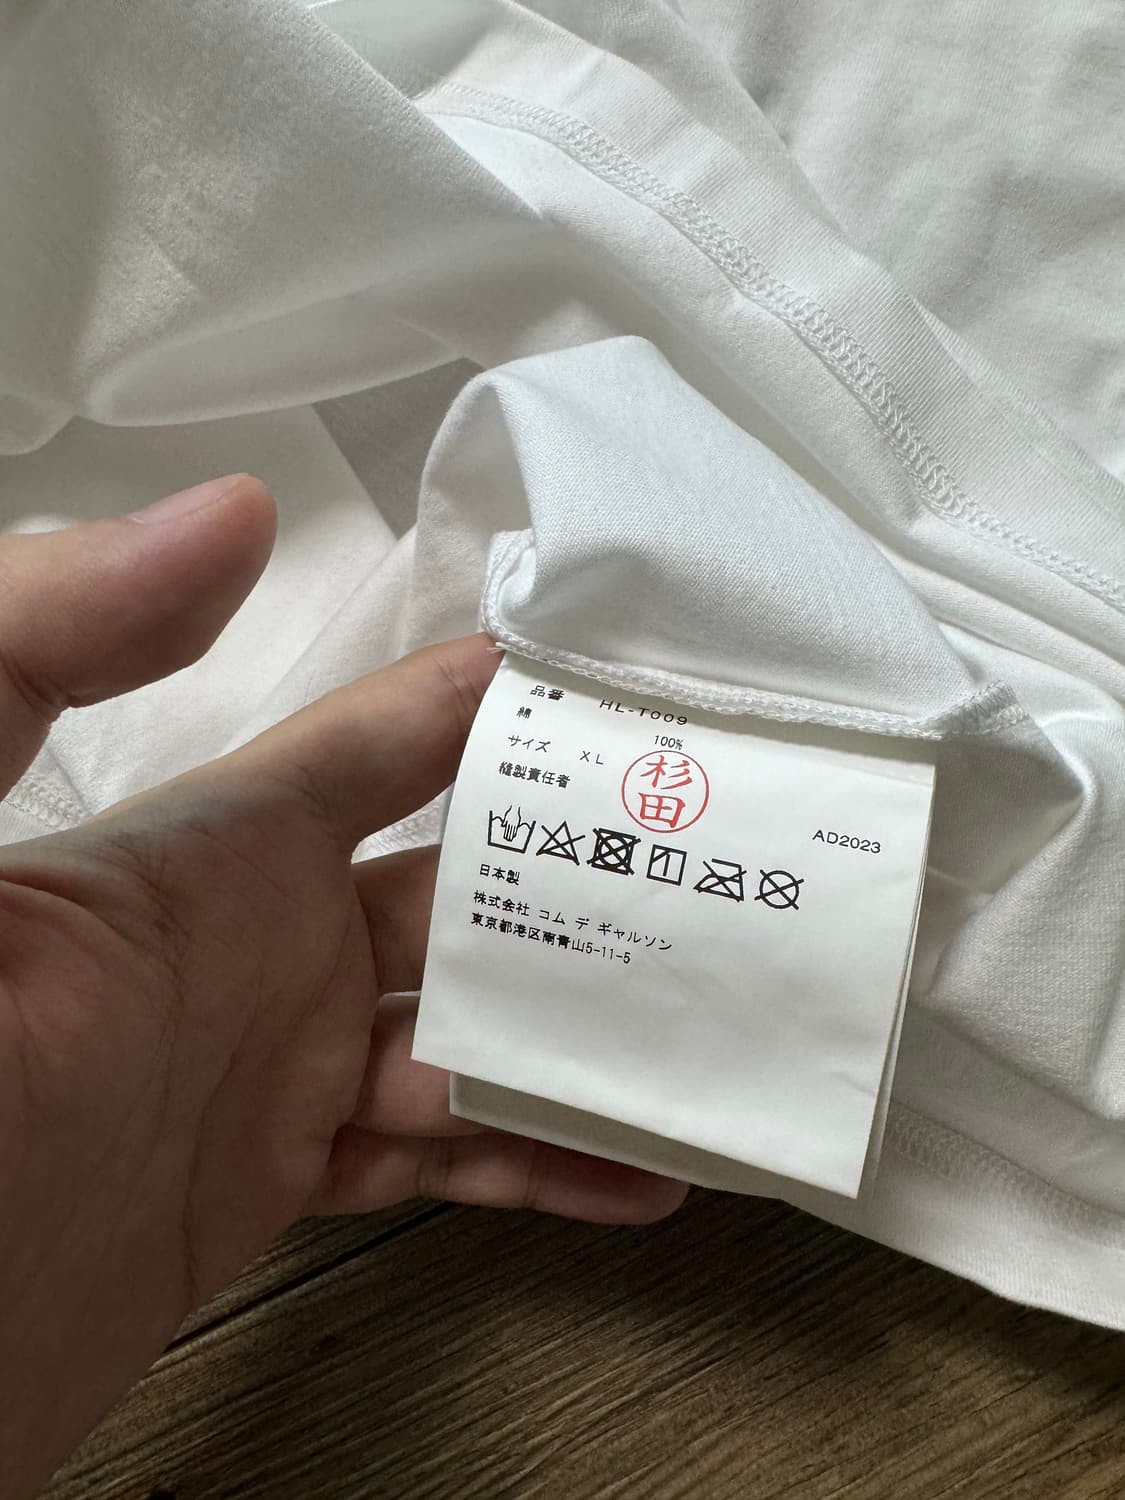 品番 HL-T009
綿 100%
サイズ XL
縫製責任者 杉田
AD2023
日本製
株式会社 コム デ ギャルソン
東京都港区南青山5-11-5